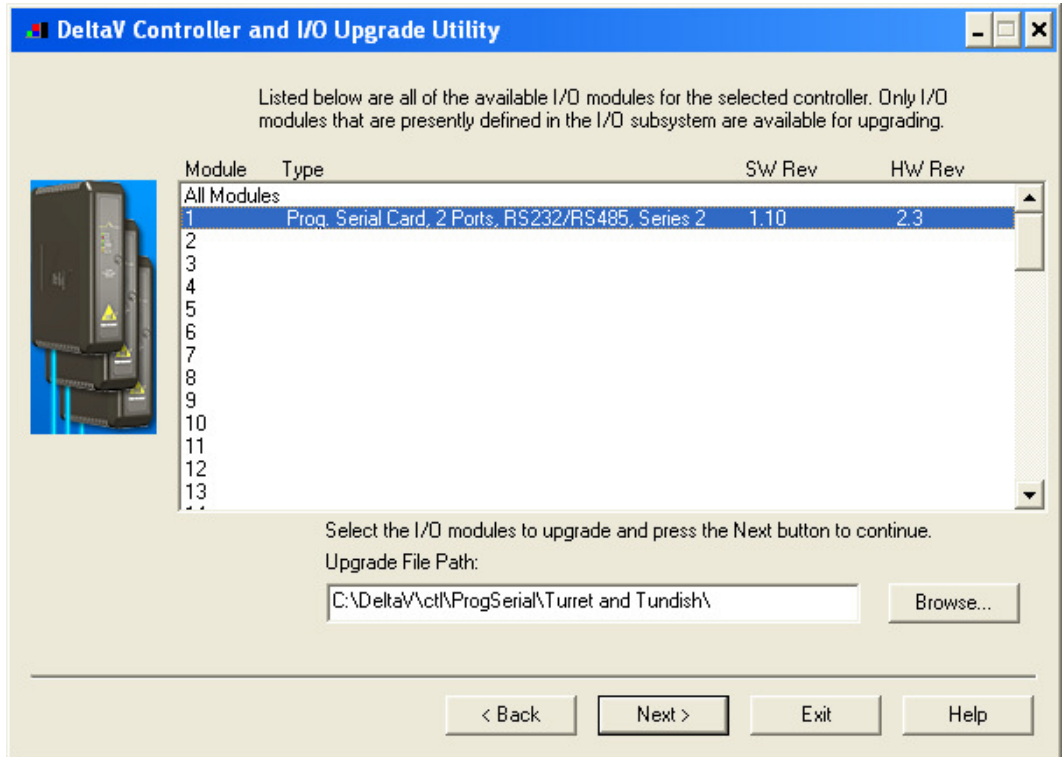 DeltaV Controller and I/O Upgrade Utility
Listed below are all of the available I/O modules for the selected controller. Only I/O
modules that are presently defined in the I/O subsystem are available for upgrading.
Module Type SW Rev HW Rev
All Modules
1 Prog. Serial Card, 2 Ports, RS232/RS485, Series 2 1.10 2.3
2
3
4
5
6
7
8
9
10
11
12
13
Select the I/O modules to upgrade and press the Next button to continue.
Upgrade File Path:
C:\DeltaV\ctl\ProgSerial\Turret and Tundish\ Browse...
< Back Next > Exit Help